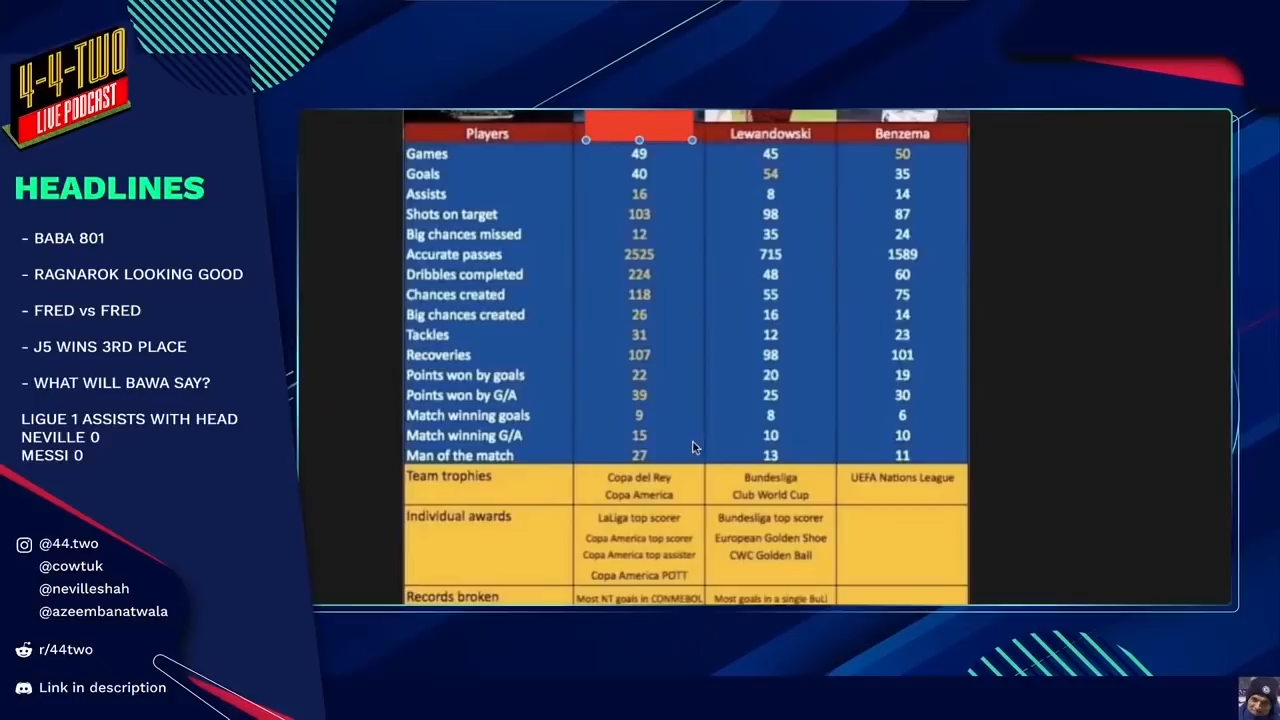 4-4-TWO
LIVE PODCAST
HEADLINES
- BABA 801
- RAGNAROK LOOKING GOOD
- FRED vs FRED
- J5 WINS 3RD PLACE
- WHAT WILL BAWA SAY?
LIGUE 1 ASSISTS WITH HEAD
NEVILLE 0
MESSI 0
@44.two
@cowtuk
@nevilleshah
@azeembanatwala
r/44two
Link in description
Players Lewandowski Benzema
Games 49 45 50
Goals 40 54 35
Assists 16 8 14
Shots on target 103 98 87
Big chances missed 12 35 24
Accurate passes 2525 715 1589
Dribbles completed 224 48 60
Chances created 118 55 75
Big chances created 26 16 14
Tackles 31 12 23
Recoveries 107 98 101
Points won by goals 22 20 19
Points won by G/A 39 25 30
Match winning goals 9 8 6
Match winning G/A 15 10 10
Man of the match 27 13 11
Team trophies Copa del Rey Bundesliga UEFA Nations League
Copa America Club World Cup
Individual awards LaLiga top scorer Bundesliga top scorer
Copa America top scorer European Golden Shoe
Copa America top assister CWC Golden Ball
Copa America POTT
Records broken Most NT goals in CONMEBOL Most goals in a single BuLi